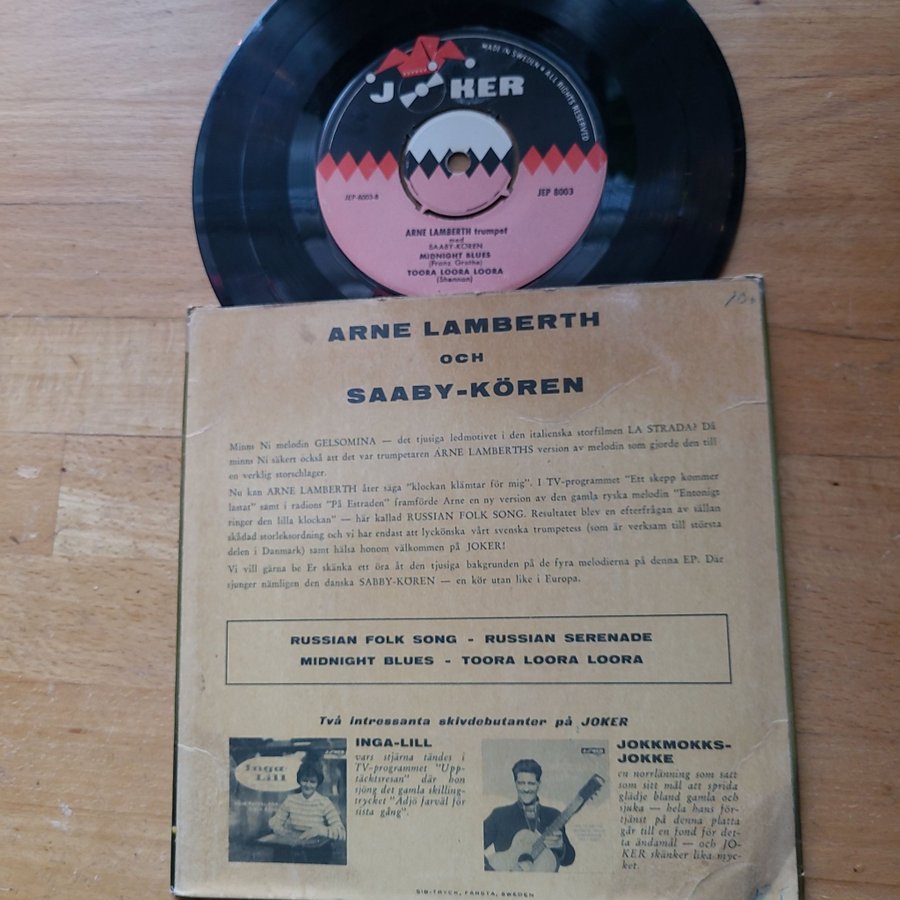 JOKER
MADE IN SWEDEN • ALL RIGHTS RESERVED
JEP-8003-B
JEP 8003
ARNE LAMBERTH trumpet
med
SAABY-KÖREN
MIDNIGHT BLUES
(Franz Grothe)
TOORA LOORA LOORA
(Shannon)
ARNE LAMBERTH
OCH
SAABY-KÖREN
Minns Ni melodin GELSOMINA — det tjusiga ledmotivet i den italienska storfilmen LA STRADA? Då
minns Ni säkert också att det var trumpetaren ARNE LAMBERTHS version av melodin som gjorde den till
en verklig storschlager.
Nu kan ARNE LAMBERTH åter säga "klockan klämtar för mig". I TV-programmet "Ett skepp kommer
lastat" samt i radions "På Estraden" framförde Arne en ny version av den gamla ryska melodin "Entonigt
ringer den lilla klockan" — här kallad RUSSIAN FOLK SONG. Resultatet blev en efterfrågan av sällan
skådad storleksordning och vi har endast att lyckönska vårt svenska trumpetess (som är verksam till största
delen i Danmark) samt hälsa honom välkommen på JOKER!
Vi vill gärna be Er skänka ett öra åt den tjusiga bakgrunden på de fyra melodierna på denna EP. Där
sjunger nämligen den danska SABBY-KÖREN — en kör utan like i Europa.
RUSSIAN FOLK SONG - RUSSIAN SERENADE
MIDNIGHT BLUES - TOORA LOORA LOORA
Två intressanta skivdebutanter på JOKER
Inga
Lill
INGA-LILL
vars stjärna tändes i
TV-programmet "Upp-
täcktsresan" där hon
sjöng det gamla skilling-
trycket "Adjö farväl för
sista gång".
JOKKMOKKS-
JOKKE
en norrlänning som satt
som sitt mål att sprida
glädje bland gamla och
sjuka — hela hans för-
tjänst på denna platta
går till en fond för det-
ta ändamål — och JO-
KER skänker lika myc-
ket.
SIB-TRYCK, FARSTA, SWEDEN